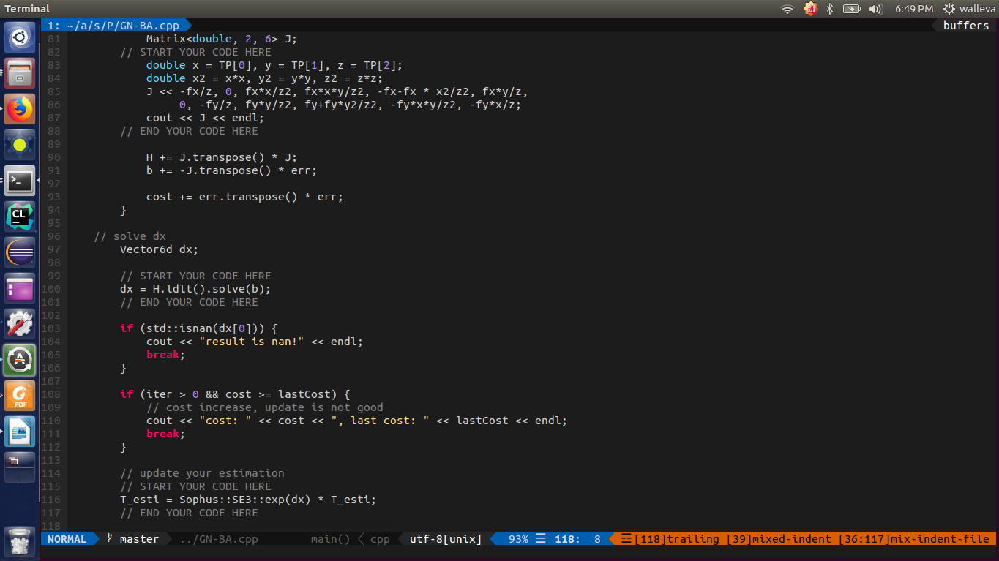 Terminal
6:49 PM walleva
1: ~/a/s/P/GN-BA.cpp buffers
81 Matrix<double, 2, 6> J;
82 // START YOUR CODE HERE
83 double x = TP[0], y = TP[1], z = TP[2];
84 double x2 = x*x, y2 = y*y, z2 = z*z;
85 J << -fx/z, 0, fx*x/z2, fx*x*y/z2, -fx-fx * x2/z2, fx*y/z,
86 0, -fy/z, fy*y/z2, fy+fy*y2/z2, -fy*x*y/z2, -fy*x/z;
87 cout << J << endl;
88 // END YOUR CODE HERE
89
90 H += J.transpose() * J;
91 b += -J.transpose() * err;
92
93 cost += err.transpose() * err;
94 }
95
96 // solve dx
97 Vector6d dx;
98
99 // START YOUR CODE HERE
100 dx = H.ldlt().solve(b);
101 // END YOUR CODE HERE
102
103 if (std::isnan(dx[0])) {
104 cout << "result is nan!" << endl;
105 break;
106 }
107
108 if (iter > 0 && cost >= lastCost) {
109 // cost increase, update is not good
110 cout << "cost: " << cost << ", last cost: " << lastCost << endl;
111 break;
112 }
113
114 // update your estimation
115 // START YOUR CODE HERE
116 T_esti = Sophus::SE3::exp(dx) * T_esti;
117 // END YOUR CODE HERE
118
NORMAL master ../GN-BA.cpp main() cpp utf-8[unix] 93% ☰ 118: 8 ☲[118]trailing [39]mixed-indent [36:117]mix-indent-file
CL
PDF